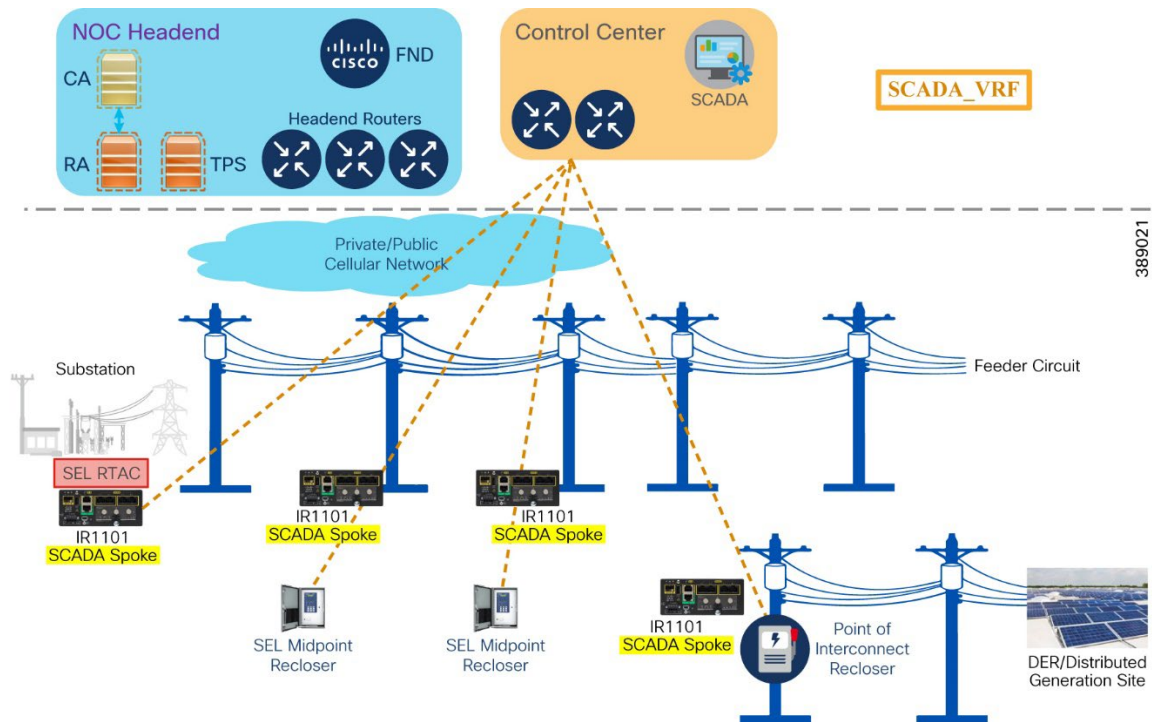 NOC Headend
CA
CISCO
FND
Headend Routers
RA
TPS
Control Center
SCADA
SCADA_VRF
389021
Private/Public
Cellular Network
Substation
Feeder Circuit
SEL RTAC
IR1101
SCADA Spoke
IR1101
SCADA Spoke
IR1101
SCADA Spoke
SEL Midpoint
Recloser
SEL Midpoint
Recloser
IR1101
SCADA Spoke
Point of
Interconnect
Recloser
DER/Distributed
Generation Site